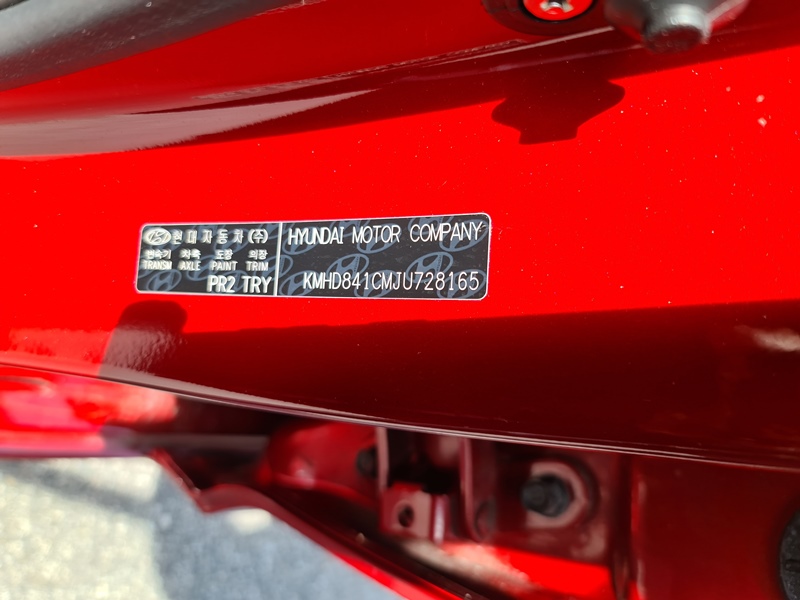 현대자동차(주)
변속기 차축 도장 의장
TRANSM AXLE PAINT TRIM
PR2 TRY
HYUNDAI MOTOR COMPANY
KMHD841CMJU728165